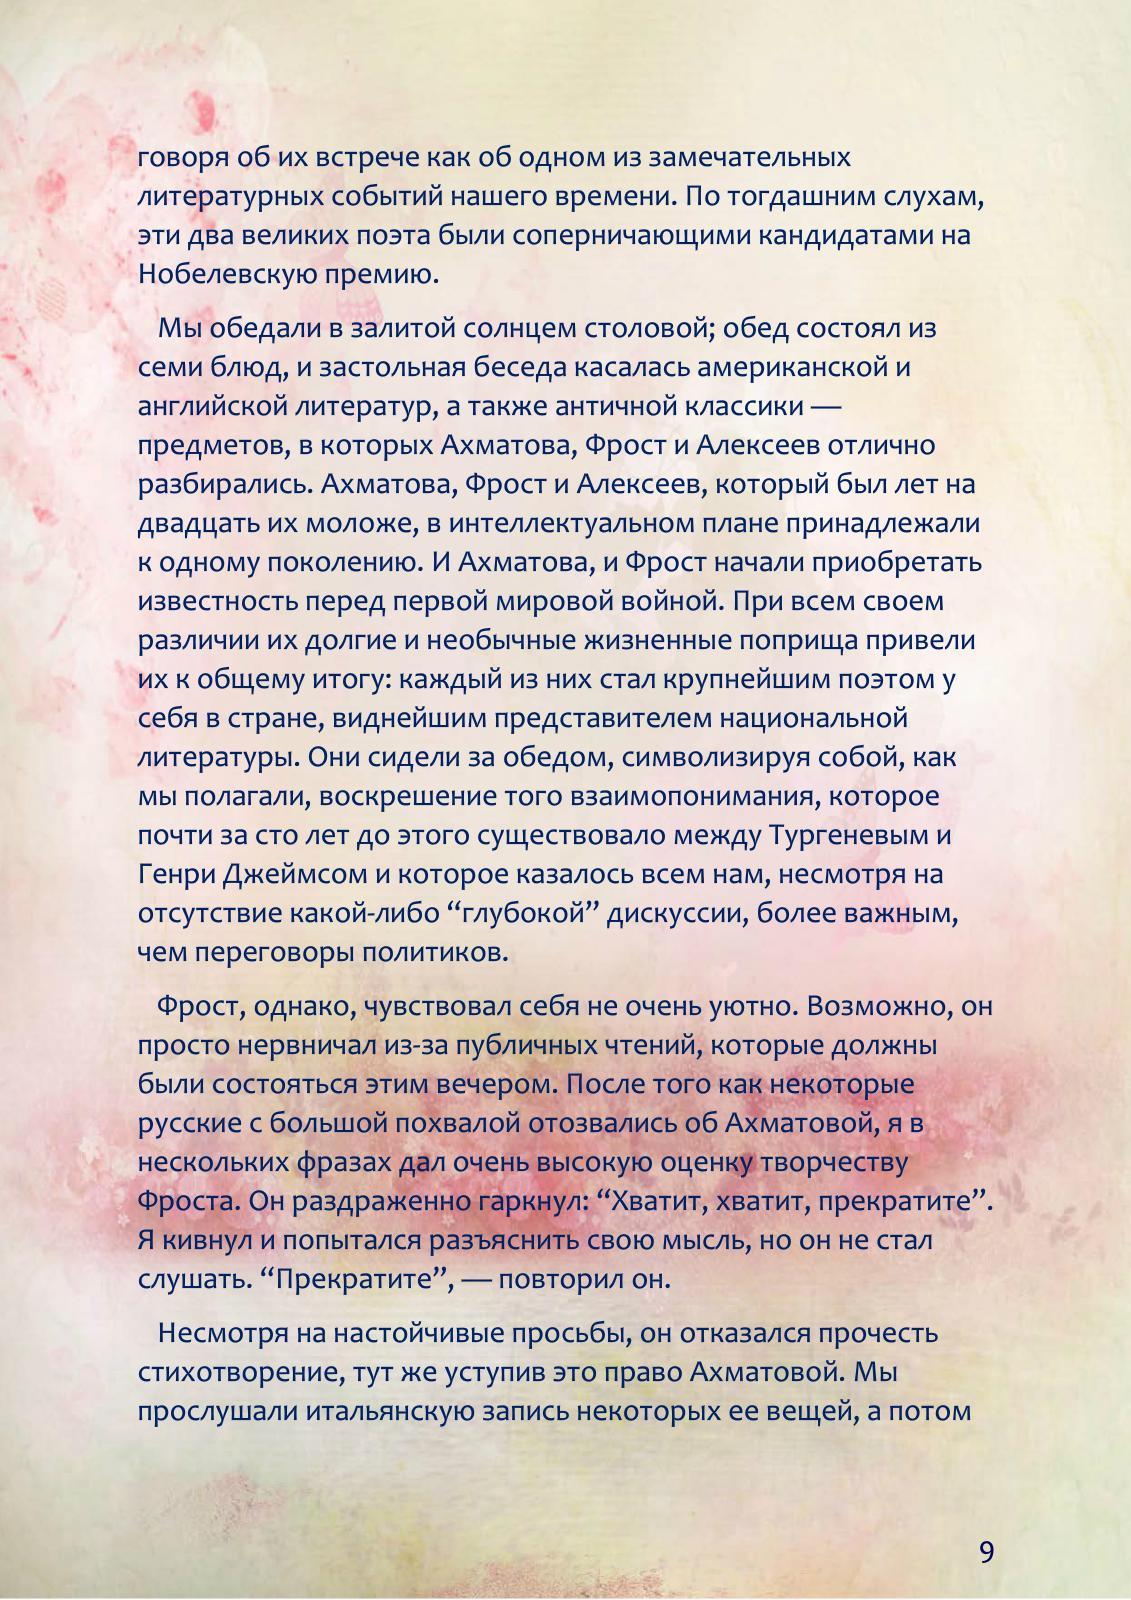 говоря об их встрече как об одном из замечательных
литературных событий нашего времени. По тогдашним слухам,
эти два великих поэта были соперничающими кандидатами на
Нобелевскую премию.
Мы обедали в залитой солнцем столовой; обед состоял из
семи блюд, и застольная беседа касалась американской и
английской литератур, а также античной классики —
предметов, в которых Ахматова, Фрост и Алексеев отлично
разбирались. Ахматова, Фрост и Алексеев, который был лет на
двадцать их моложе, в интеллектуальном плане принадлежали
к одному поколению. И Ахматова, и Фрост начали приобретать
известность перед первой мировой войной. При всем своем
различии их долгие и необычные жизненные поприща привели
их к общему итогу: каждый из них стал крупнейшим поэтом у
себя в стране, виднейшим представителем национальной
литературы. Они сидели за обедом, символизируя собой, как
мы полагали, воскрешение того взаимопонимания, которое
почти за сто лет до этого существовало между Тургеневым и
Генри Джеймсом и которое казалось всем нам, несмотря на
отсутствие какой-либо “глубокой” дискуссии, более важным,
чем переговоры политиков.
Фрост, однако, чувствовал себя не очень уютно. Возможно, он
просто нервничал из-за публичных чтений, которые должны
были состояться этим вечером. После того как некоторые
русские с большой похвалой отозвались об Ахматовой, я в
нескольких фразах дал очень высокую оценку творчеству
Фроста. Он раздраженно гаркнул: “Хватит, хватит, прекратите”.
Я кивнул и попытался разъяснить свою мысль, но он не стал
слушать. “Прекратите”, — повторил он.
Несмотря на настойчивые просьбы, он отказался прочесть
стихотворение, тут же уступив это право Ахматовой. Мы
прослушали итальянскую запись некоторых ее вещей, а потом
9